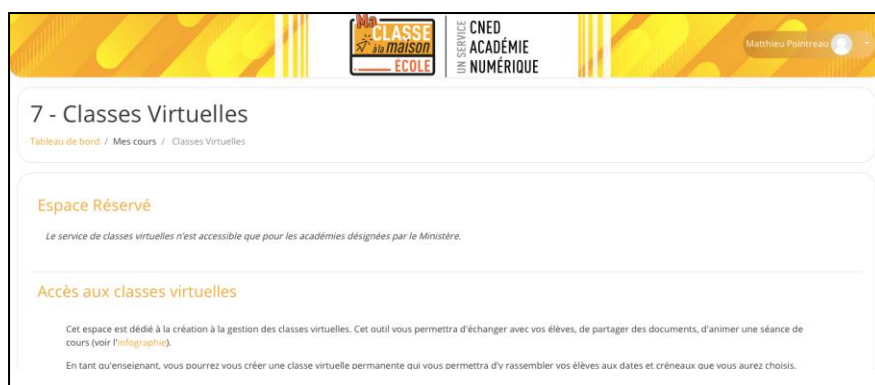 Ma
CLASSE
à la maison
ÉCOLE
UN SERVICE
CNED
ACADÉMIE
NUMÉRIQUE
Matthieu Pointreau
7 - Classes Virtuelles
Tableau de bord / Mes cours / Classes Virtuelles
Espace Réservé
Le service de classes virtuelles n'est accessible que pour les académies désignées par le Ministère.
Accès aux classes virtuelles
Cet espace est dédié à la création à la gestion des classes virtuelles. Cet outil vous permettra d'échanger avec vos élèves, de partager des documents, d'animer une séance de
cours (voir l'infographie).
En tant qu'enseignant, vous pourrez vous créer une classe virtuelle permanente qui vous permettra d'y rassembler vos élèves aux dates et créneaux que vous aurez choisis.